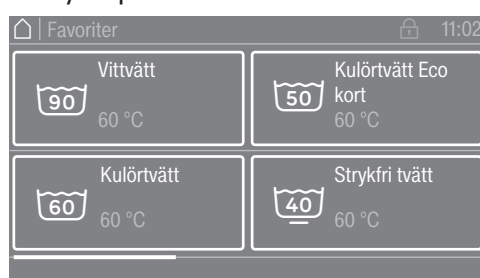 Favoriter 11:02
Vittvätt
90
60 °C
Kulörtvätt Eco
kort
50
60 °C
Kulörtvätt
60
60 °C
Strykfri tvätt
40
60 °C